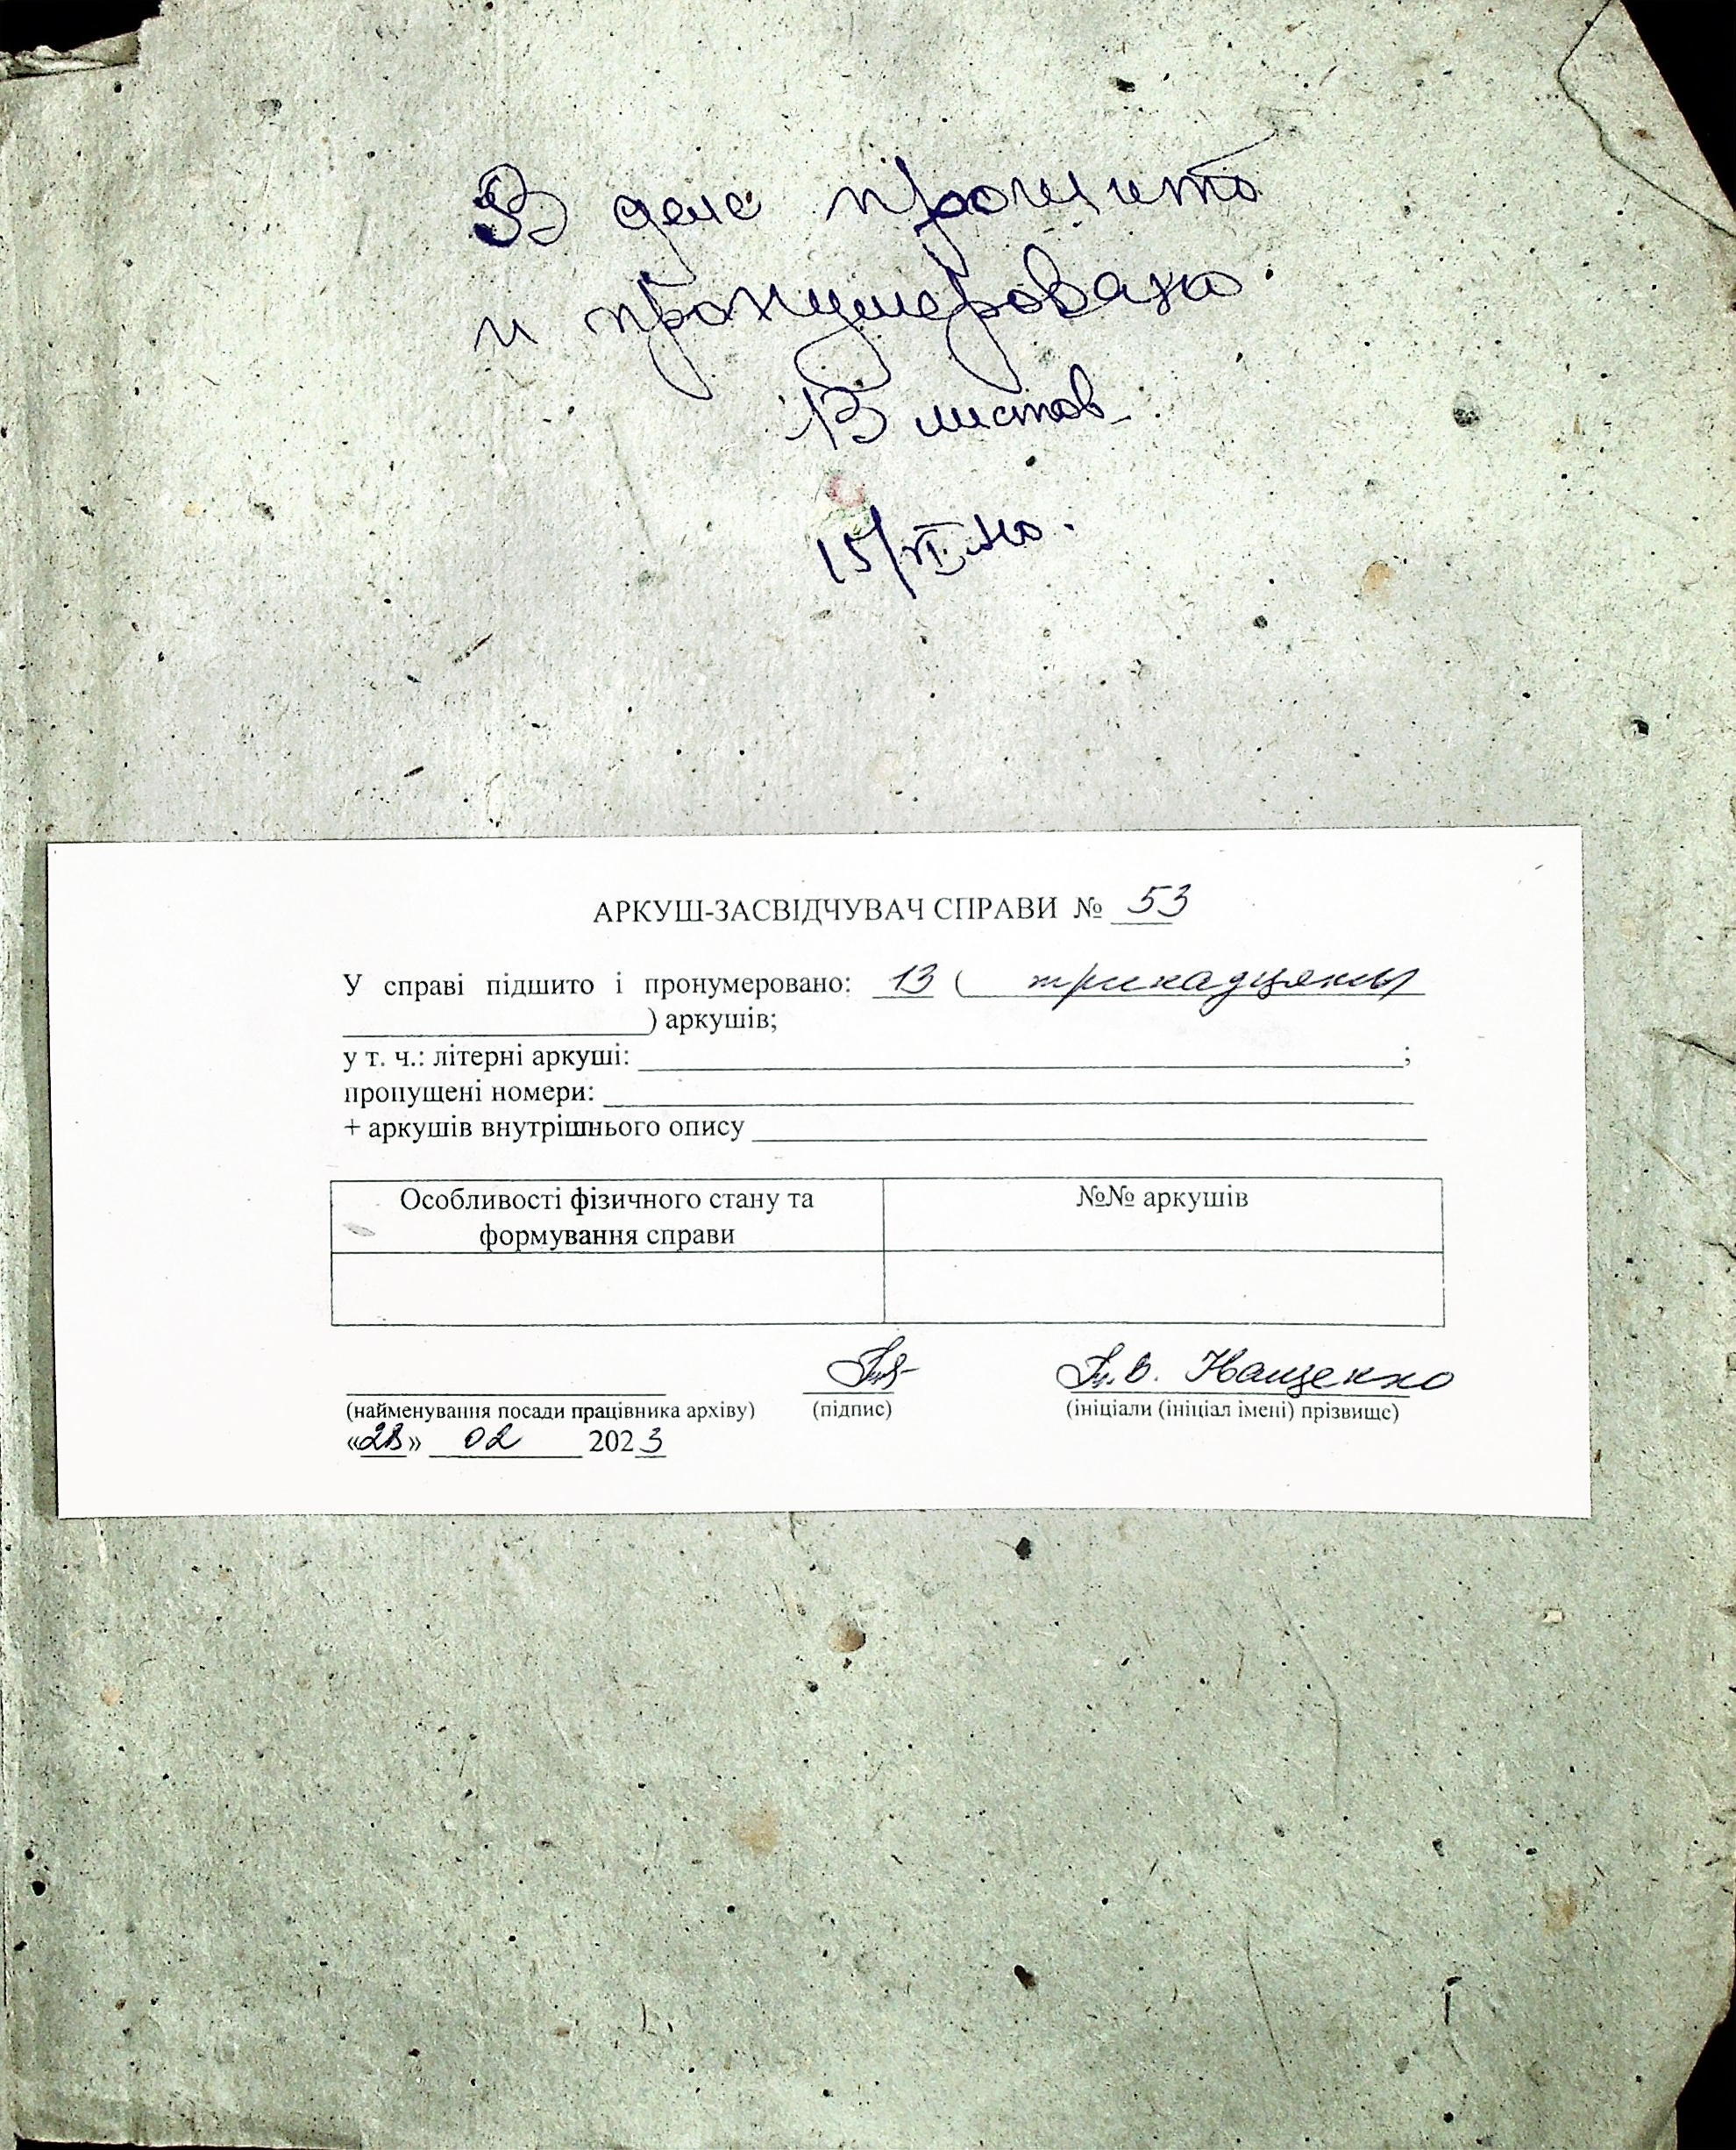 В деле прошито
и пронумеровано
13 листов
15/VI
АРКУШ-ЗАСВІДЧУВАЧ СПРАВИ № 53
У справі підшито і пронумеровано: 13 ( тринадцять
) аркушів;
у т. ч.: літерні аркуші: ;
пропущені номери:
+ аркушів внутрішнього опису
Особливості фізичного стану та №№ аркушів
формування справи
В. Іващенко
(найменування посади працівника архіву) (підпис) (ініціали (ініціал імені) прізвище)
«28» 02 2023